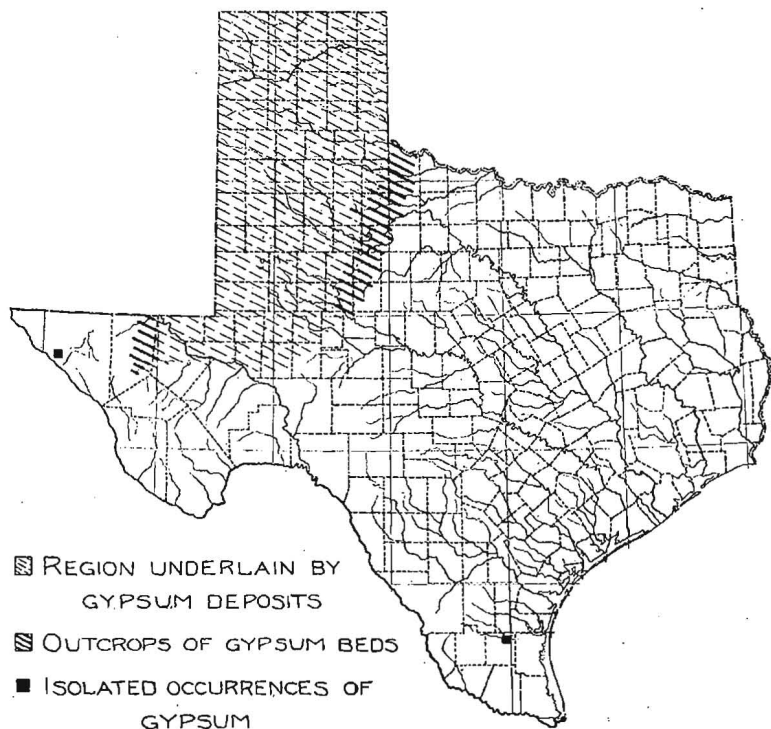 REGION UNDERLAIN BY
GYPSUM DEPOSITS
OUTCROPS OF GYPSUM BEDS
ISOLATED OCCURRENCES OF
GYPSUM